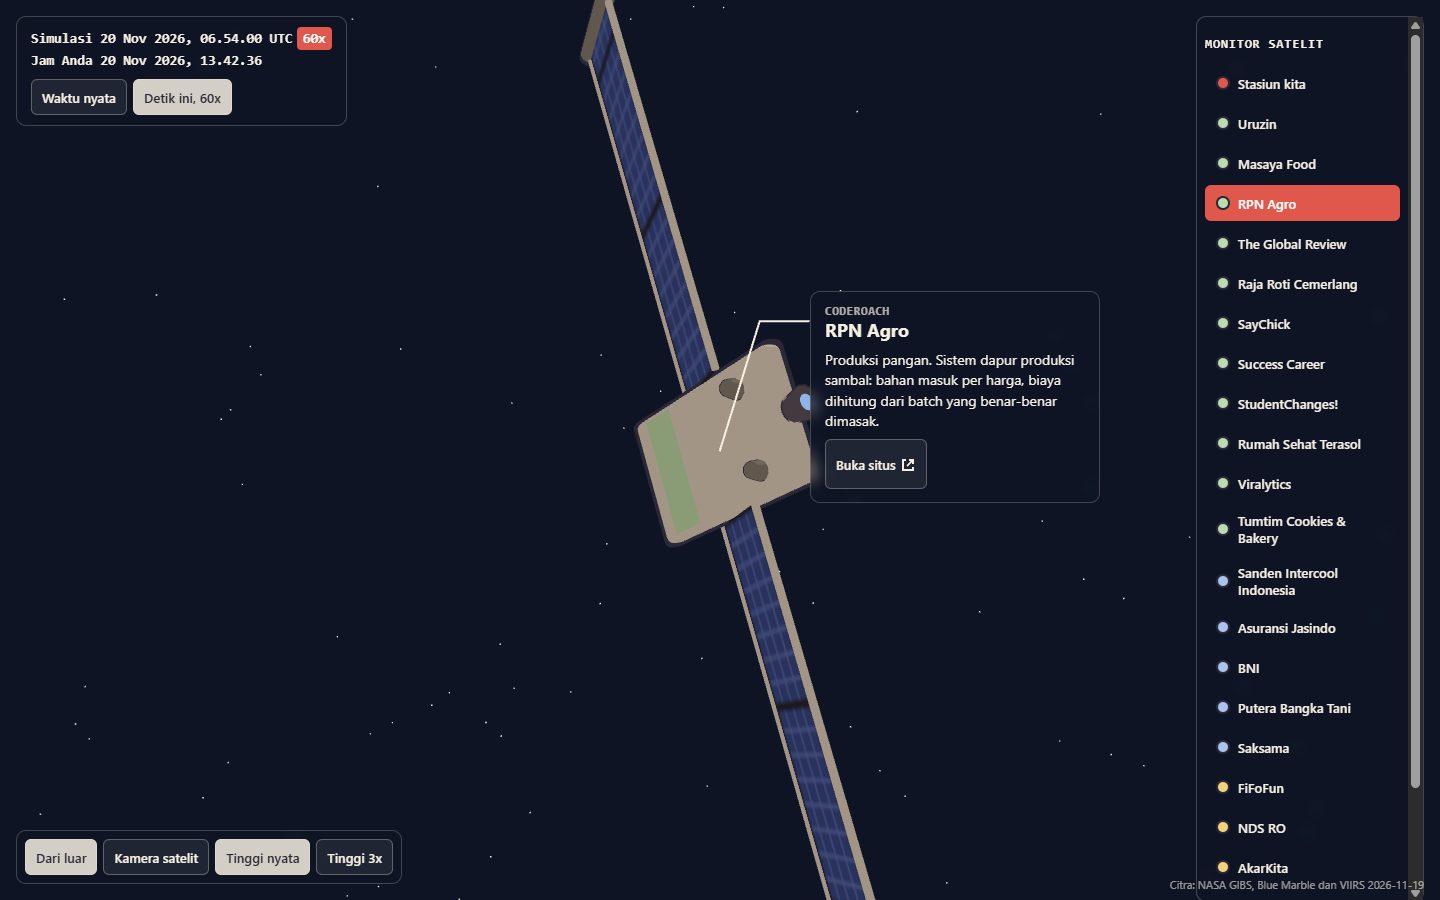 Simulasi 20 Nov 2026, 06.54.00 UTC 60x
Jam Anda 20 Nov 2026, 13.42.36
Waktu nyata
Detik ini, 60x
CODEROACH
RPN Agro
Produksi pangan. Sistem dapur produksi
sambal: bahan masuk per harga, biaya
dihitung dari batch yang benar-benar
dimasak.
Buka situs
MONITOR SATELIT
Stasiun kita
Uruzin
Masaya Food
RPN Agro
The Global Review
Raja Roti Cemerlang
SayChick
Success Career
StudentChanges!
Rumah Sehat Terasol
Viralytics
Tumtim Cookies &
Bakery
Sanden Intercool
Indonesia
Asuransi Jasindo
BNI
Putera Bangka Tani
Saksama
FiFoFun
NDS RO
AkarKita
Dari luar
Kamera satelit
Tinggi nyata
Tinggi 3x
Citra: NASA GIBS, Blue Marble dan VIIRS 2026-11-19